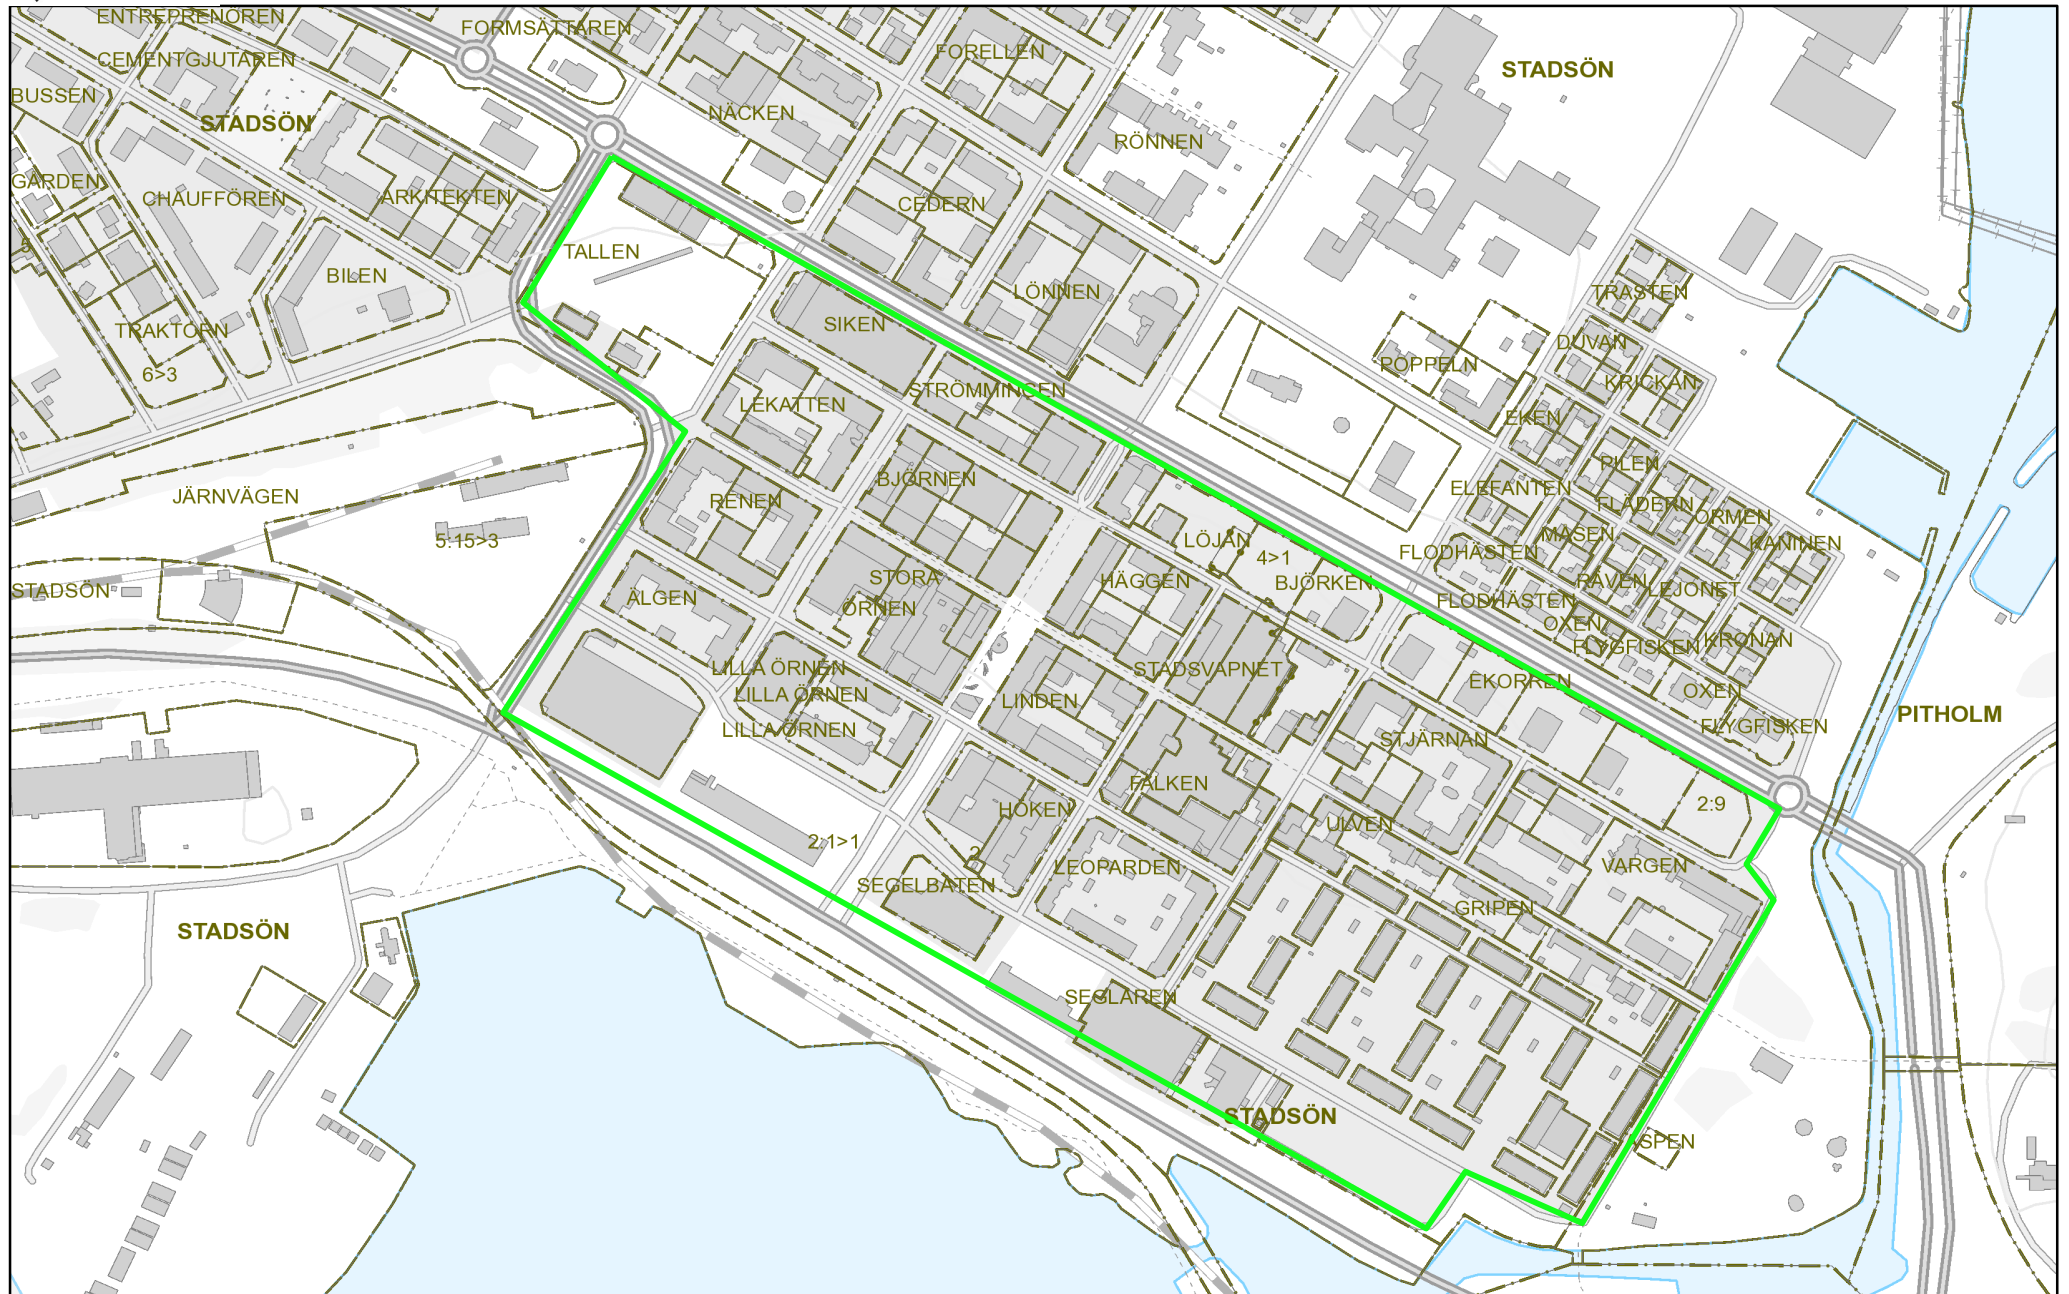 ENTREPRENÖREN
FORMSÄTTAREN
FORELLEN
CEMENTGJUTAREN
STADSÖN
BUSSEN
NÄCKEN
STADSÖN
RÖNNEN
GÅRDEN
CHAUFFÖREN
ARKITEKTEN
CEDERN
5
TALLEN
BILEN
LÖNNEN
TRASTEN
TRAKTORN
SIKEN
DUVAN
6>3
POPPELN
KRICKAN
STRÖMMINGEN
LEKATTEN
EKEN
PILEN
BJÖRNEN
ELEFANTEN
JÄRNVÄGEN
RENEN
FLÄDERN
ORMEN
MASEN
5:15>3
LÖJAN
KANINEN
4>1
FLODHÄSTEN
STADSÖN
STORA
ÖRNEN
HÄGGEN
BJÖRKEN
RÄVEN
LEJONET
ÄLGEN
FLODHÄSTEN
OXEN
FLYGFISKEN
KRONAN
LILLA ÖRNEN
STADSVAPNET
EKORREN
LILLA ÖRNEN
LINDEN
OXEN
LILLA ÖRNEN
FLYGFISKEN
PITHOLM
STJÄRNAN
FALKEN
HÖKEN
2:9
ULVEN
2:1>1
2
LEOPARDEN
VARGEN
SEGELBÅTEN
GRIPEN
STADSÖN
SEGLAREN
STADSÖN
ASPEN